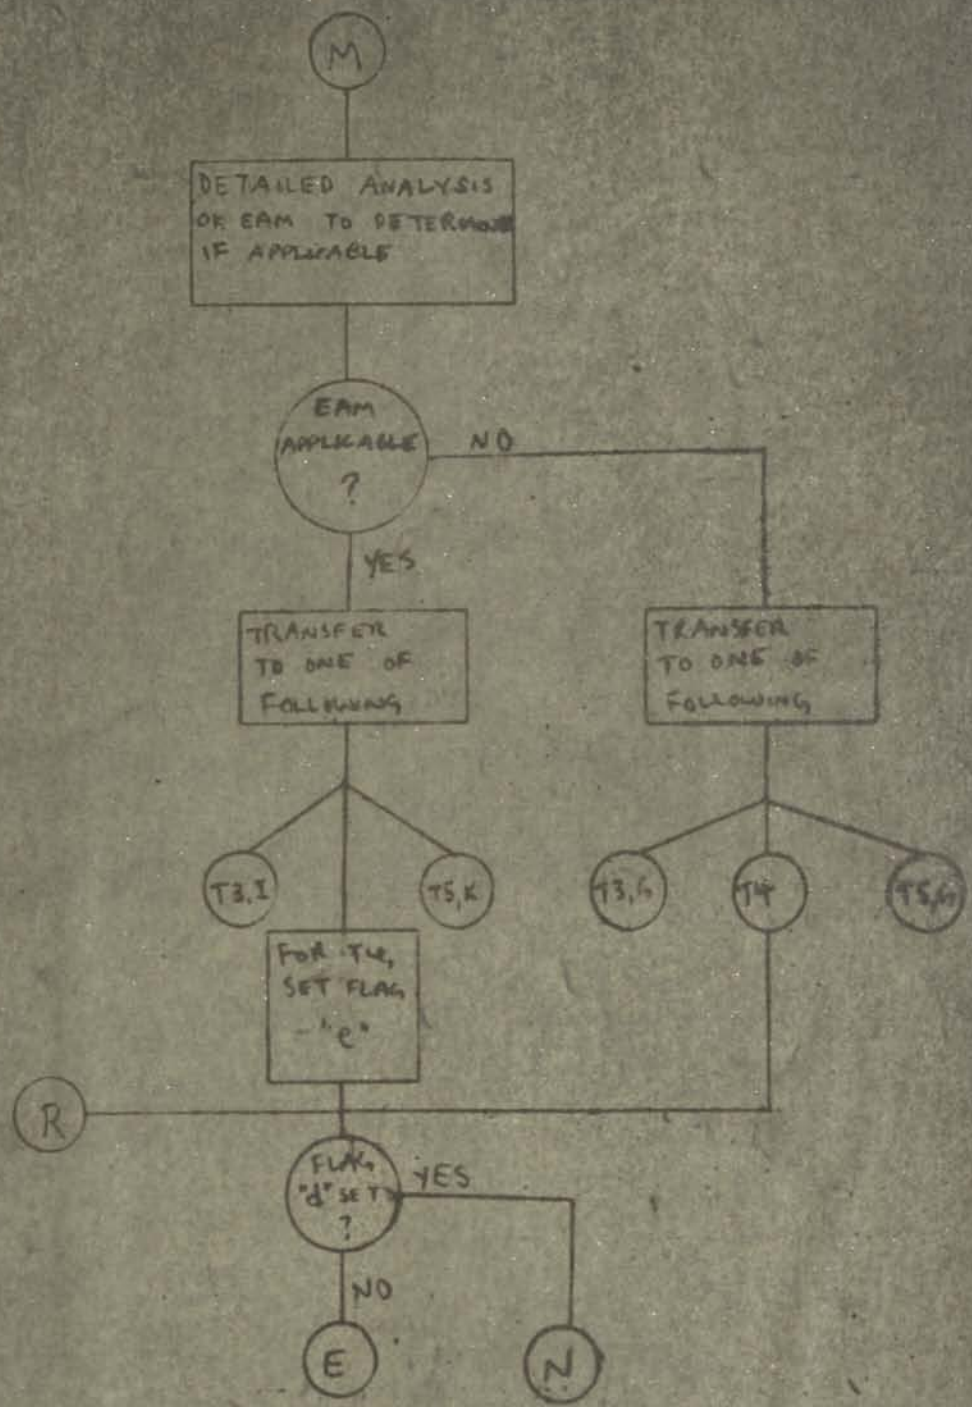 M
DETAILED ANALYSIS
OF EAM TO DETERMINE
IF APPLICABLE
EAM
APPLICABLE
?
NO
YES
TRANSFER
TO ONE OF
FOLLOWING
TRANSFER
TO ONE OF
FOLLOWING
T3,I
T5,K
T3,G
T4
T5,G
FOR T4,
SET FLAG
-"e"
R
FLAG
"d" SET
?
YES
NO
E
N